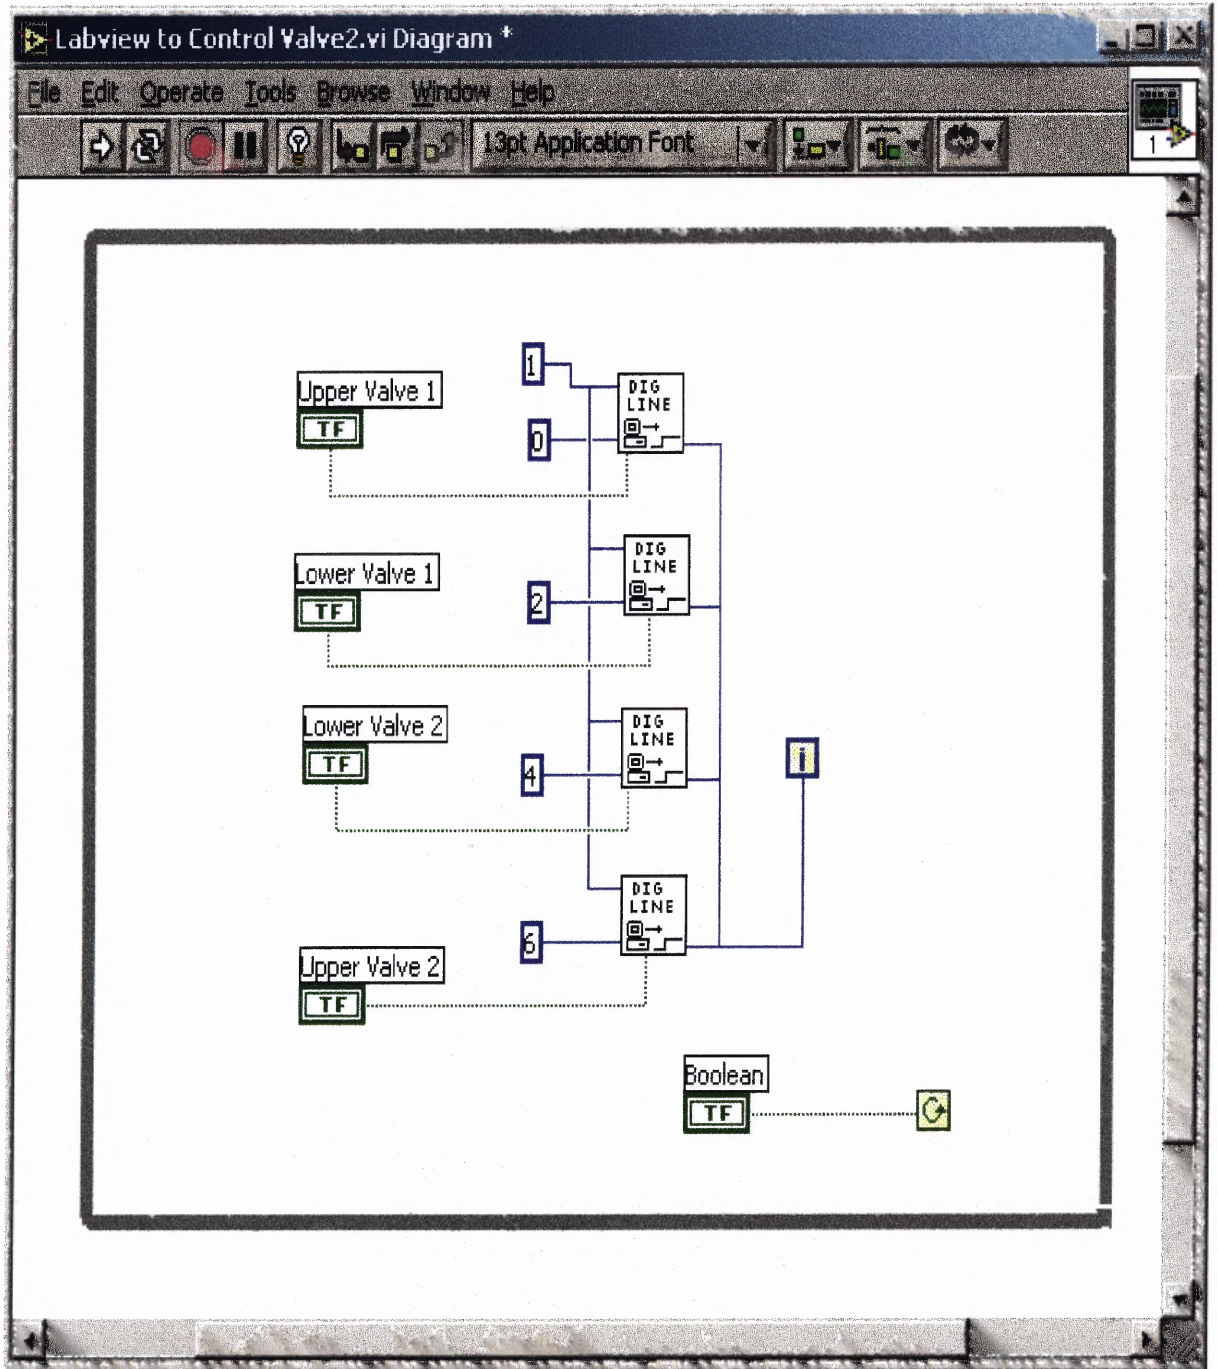 Labview to Control Valve2.vi Diagram *
File Edit Operate Tools Browse Window Help
13pt Application Font
1
1
Upper Valve 1
DIG
LINE
TF
0
Lower Valve 1
DIG
LINE
TF
2
Lower Valve 2
DIG
LINE
TF
4
i
DIG
LINE
6
Upper Valve 2
TF
Boolean
TF